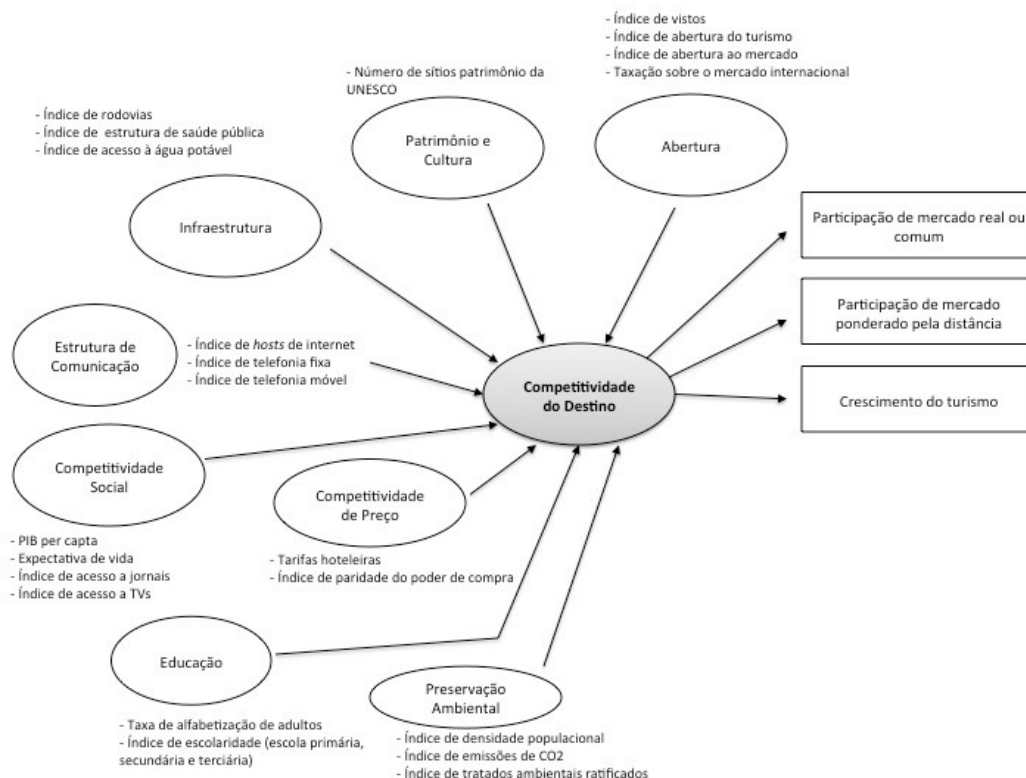 - Índice de vistos
- Índice de abertura do turismo
- Índice de abertura ao mercado
- Taxação sobre o mercado internacional
- Número de sítios patrimônio da
UNESCO
- Índice de rodovias
- Índice de estrutura de saúde pública
- Índice de acesso à água potável
Patrimônio e
Cultura
Abertura
Infraestrutura
Participação de mercado real ou
comum
Participação de mercado
ponderado pela distância
Crescimento do turismo
Estrutura de
Comunicação
- Índice de hosts de internet
- Índice de telefonia fixa
- Índice de telefonia móvel
Competitividade
do Destino
Competitividade
Social
- PIB per capta
- Expectativa de vida
- Índice de acesso a jornais
- Índice de acesso a TVs
Competitividade
de Preço
- Tarifas hoteleiras
- Índice de paridade do poder de compra
Educação
- Taxa de alfabetização de adultos
- Índice de escolaridade (escola primária,
secundária e terciária)
Preservação
Ambiental
- Índice de densidade populacional
- Índice de emissões de CO2
- Índice de tratados ambientais ratificados